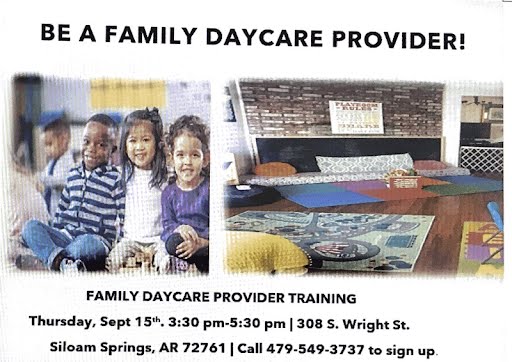 BE A FAMILY DAYCARE PROVIDER!
PLAYROOM
RULES
SHARE
FAMILY DAYCARE PROVIDER TRAINING
Thursday, Sept 15th. 3:30 pm-5:30 pm | 308 S. Wright St.
Siloam Springs, AR 72761 | Call 479-549-3737 to sign up.